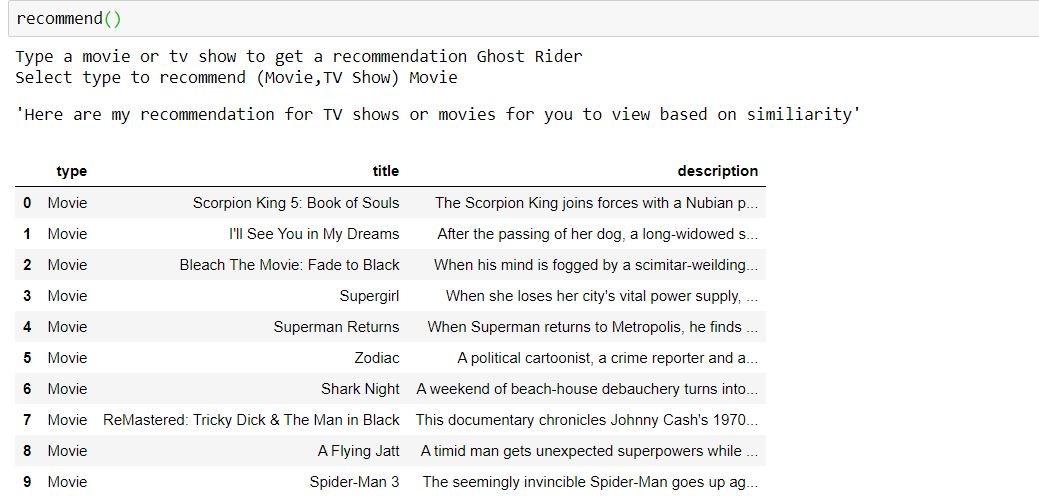 recommend()
Type a movie or tv show to get a recommendation Ghost Rider
Select type to recommend (Movie,TV Show) Movie
'Here are my recommendation for TV shows or movies for you to view based on similiarity'
type title description
0 Movie Scorpion King 5: Book of Souls The Scorpion King joins forces with a Nubian p...
1 Movie I'll See You in My Dreams After the passing of her dog, a long-widowed s...
2 Movie Bleach The Movie: Fade to Black When his mind is fogged by a scimitar-weilding...
3 Movie Supergirl When she loses her city's vital power supply, ...
4 Movie Superman Returns When Superman returns to Metropolis, he finds ...
5 Movie Zodiac A political cartoonist, a crime reporter and a...
6 Movie Shark Night A weekend of beach-house debauchery turns into...
7 Movie ReMastered: Tricky Dick & The Man in Black This documentary chronicles Johnny Cash's 1970...
8 Movie A Flying Jatt A timid man gets unexpected superpowers while ...
9 Movie Spider-Man 3 The seemingly invincible Spider-Man goes up ag...